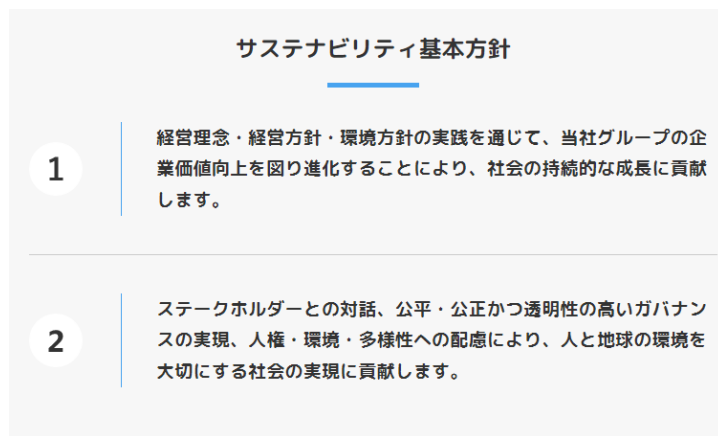 サステナビリティ基本方針
1
経営理念・経営方針・環境方針の実践を通じて、当社グループの企
業価値向上を図り進化することにより、社会の持続的な成長に貢献
します。
2
ステークホルダーとの対話、公平・公正かつ透明性の高いガバナン
スの実現、人権・環境・多様性への配慮により、人と地球の環境を
大切にする社会の実現に貢献します。